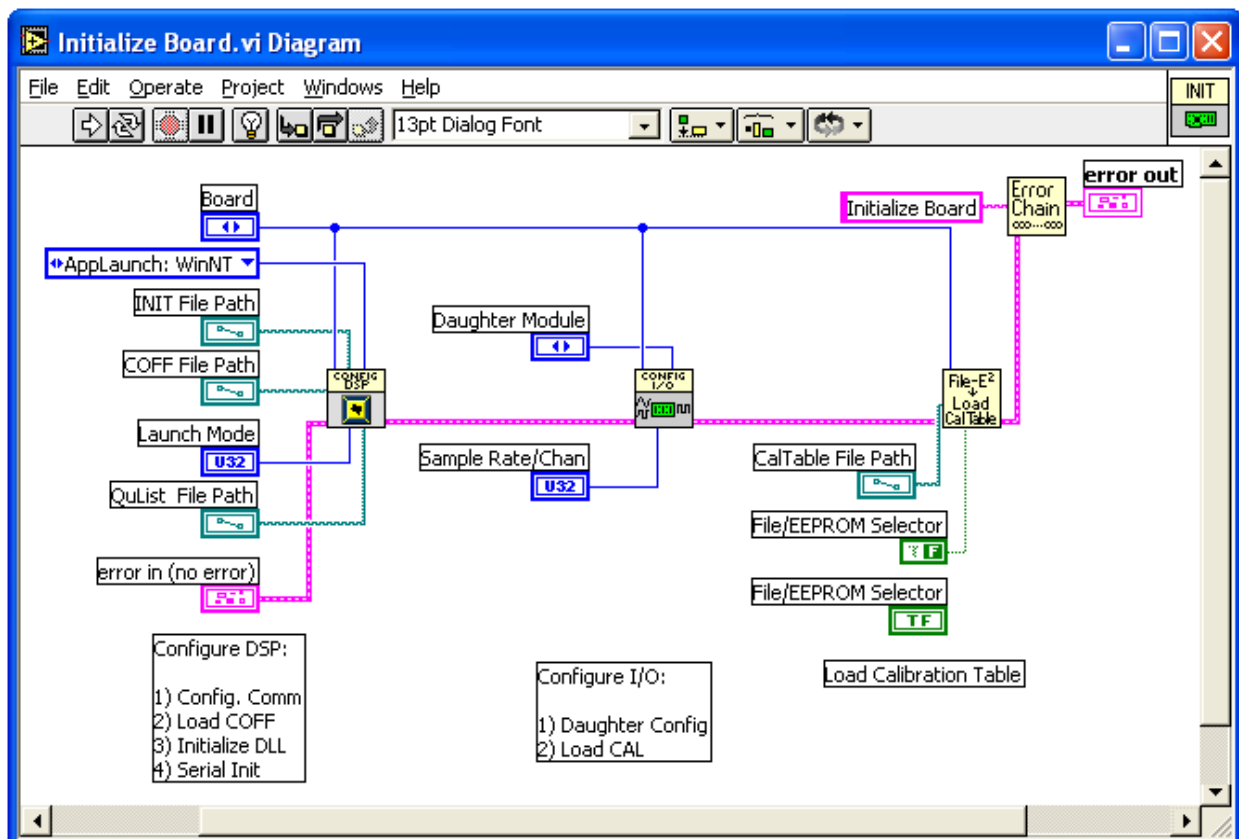 Initialize Board.vi Diagram
File Edit Operate Project Windows Help
INIT
13pt Dialog Font
Board
AppLaunch: WinNT
INIT File Path
COFF File Path
Launch Mode
U32
QuList File Path
error in (no error)
CONFIG
DSP
Daughter Module
CONFIG
I/O
Sample Rate/Chan
U32
Initialize Board
Error
Chain
error out
File-E²
Load
CalTable
CalTable File Path
File/EEPROM Selector
F
File/EEPROM Selector
TF
Configure DSP:
1) Config. Comm
2) Load COFF
3) Initialize DLL
4) Serial Init
Configure I/O:
1) Daughter Config
2) Load CAL
Load Calibration Table